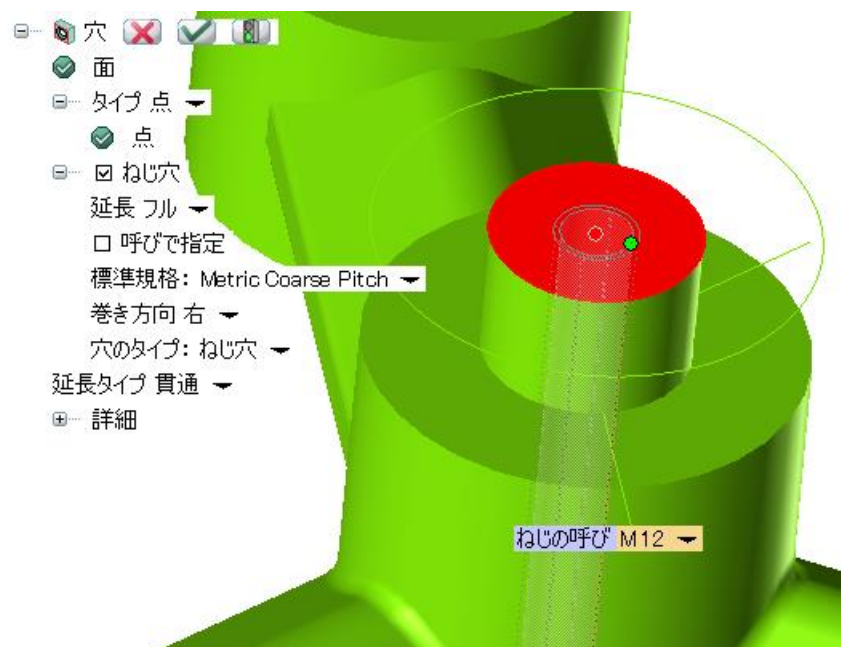 穴
面
タイプ 点
点
ねじ穴
延長 フル
呼びで指定
標準規格: Metric Coarse Pitch
巻き方向 右
穴のタイプ: ねじ穴
延長タイプ 貫通
詳細
ねじの呼び M12